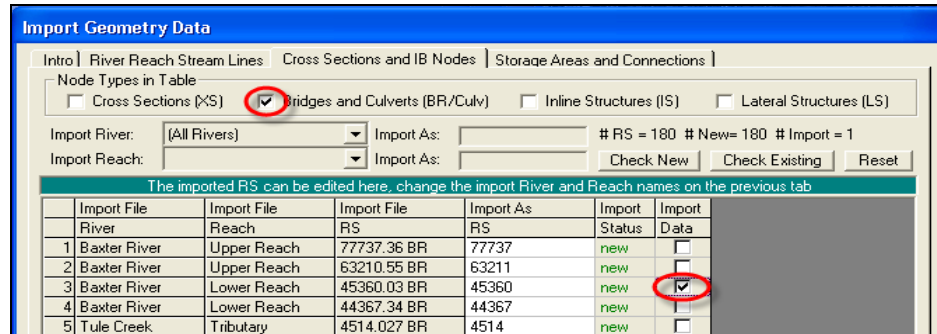 Import Geometry Data
Intro River Reach Stream Lines Cross Sections and IB Nodes Storage Areas and Connections
Node Types in Table
Cross Sections (XS) Bridges and Culverts (BR/Culv) Inline Structures (IS) Lateral Structures (LS)
Import River: (All Rivers) Import As: # RS = 180 # New= 180 # Import = 1
Import Reach: Import As: Check New Check Existing Reset
The imported RS can be edited here, change the import River and Reach names on the previous tab
Import File Import File Import File Import As Import Import
River Reach RS RS Status Data
1 Baxter River Upper Reach 77737.36 BR 77737 new
2 Baxter River Upper Reach 63210.55 BR 63211 new
3 Baxter River Lower Reach 45360.03 BR 45360 new
4 Baxter River Lower Reach 44367.34 BR 44367 new
5 Tule Creek Tributary 4514.027 BR 4514 new